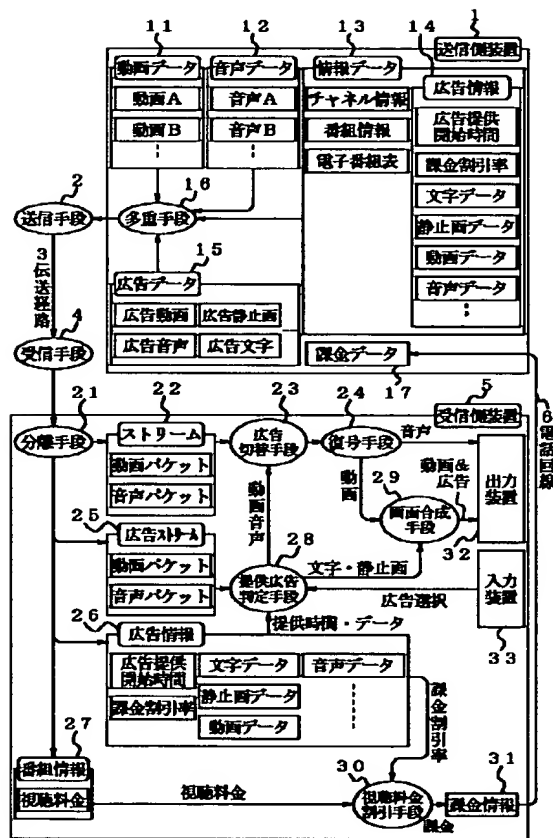 11 12 13 14 1
送信側装置
動画データ 音声データ 情報データ
広告情報
動画A 音声A チャネル情報
動画B 音声B 番組情報
広告提供開始時間
電子番組表
課金割引率
2 16
文字データ
送信手段 多重手段
静止画データ
3 伝送経路
15
動画データ
広告データ
音声データ
4
広告動画 広告静止画
受信手段
広告音声 広告文字 課金データ
17
21 22 23 24 5
受信側装置
6 電話回線
分離手段 ストリーム 広告切替手段 復号手段 音声
動画パケット
音声パケット
動画 29 動画&広告
出力装置
動画音声
画面合成手段
32
25
広告ストリーム 28
動画パケット 文字・静止画
音声パケット 提供広告判定手段 広告選択
入力装置
33
26
提供時間・データ
広告情報
広告提供開始時間 文字データ 音声データ
課金割引率 静止画データ
動画データ
課金割引率
27
番組情報 30 31
視聴料金 視聴料金 視聴料金割引手段 課金 課金情報